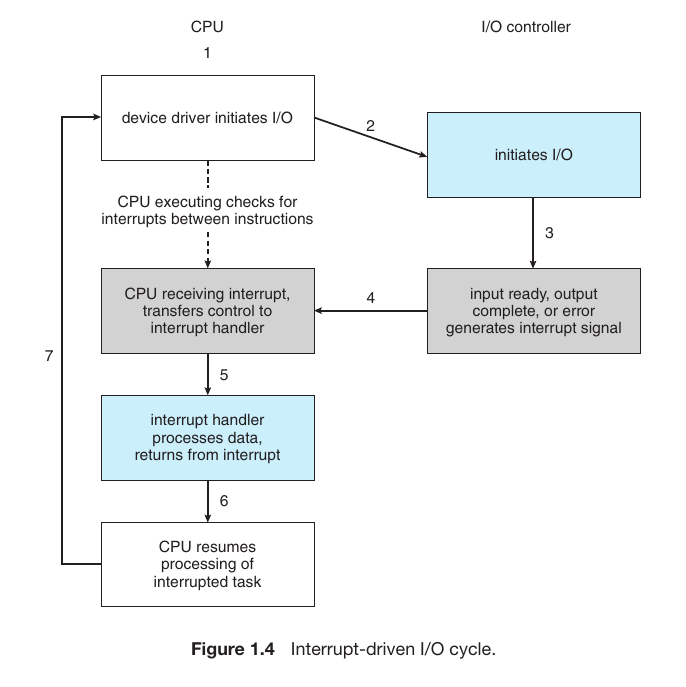 CPU
I/O controller
1
device driver initiates I/O
2
initiates I/O
CPU executing checks for
interrupts between instructions
3
CPU receiving interrupt,
transfers control to
interrupt handler
4
input ready, output
complete, or error
generates interrupt signal
7
5
interrupt handler
processes data,
returns from interrupt
6
CPU resumes
processing of
interrupted task
Figure 1.4 Interrupt-driven I/O cycle.